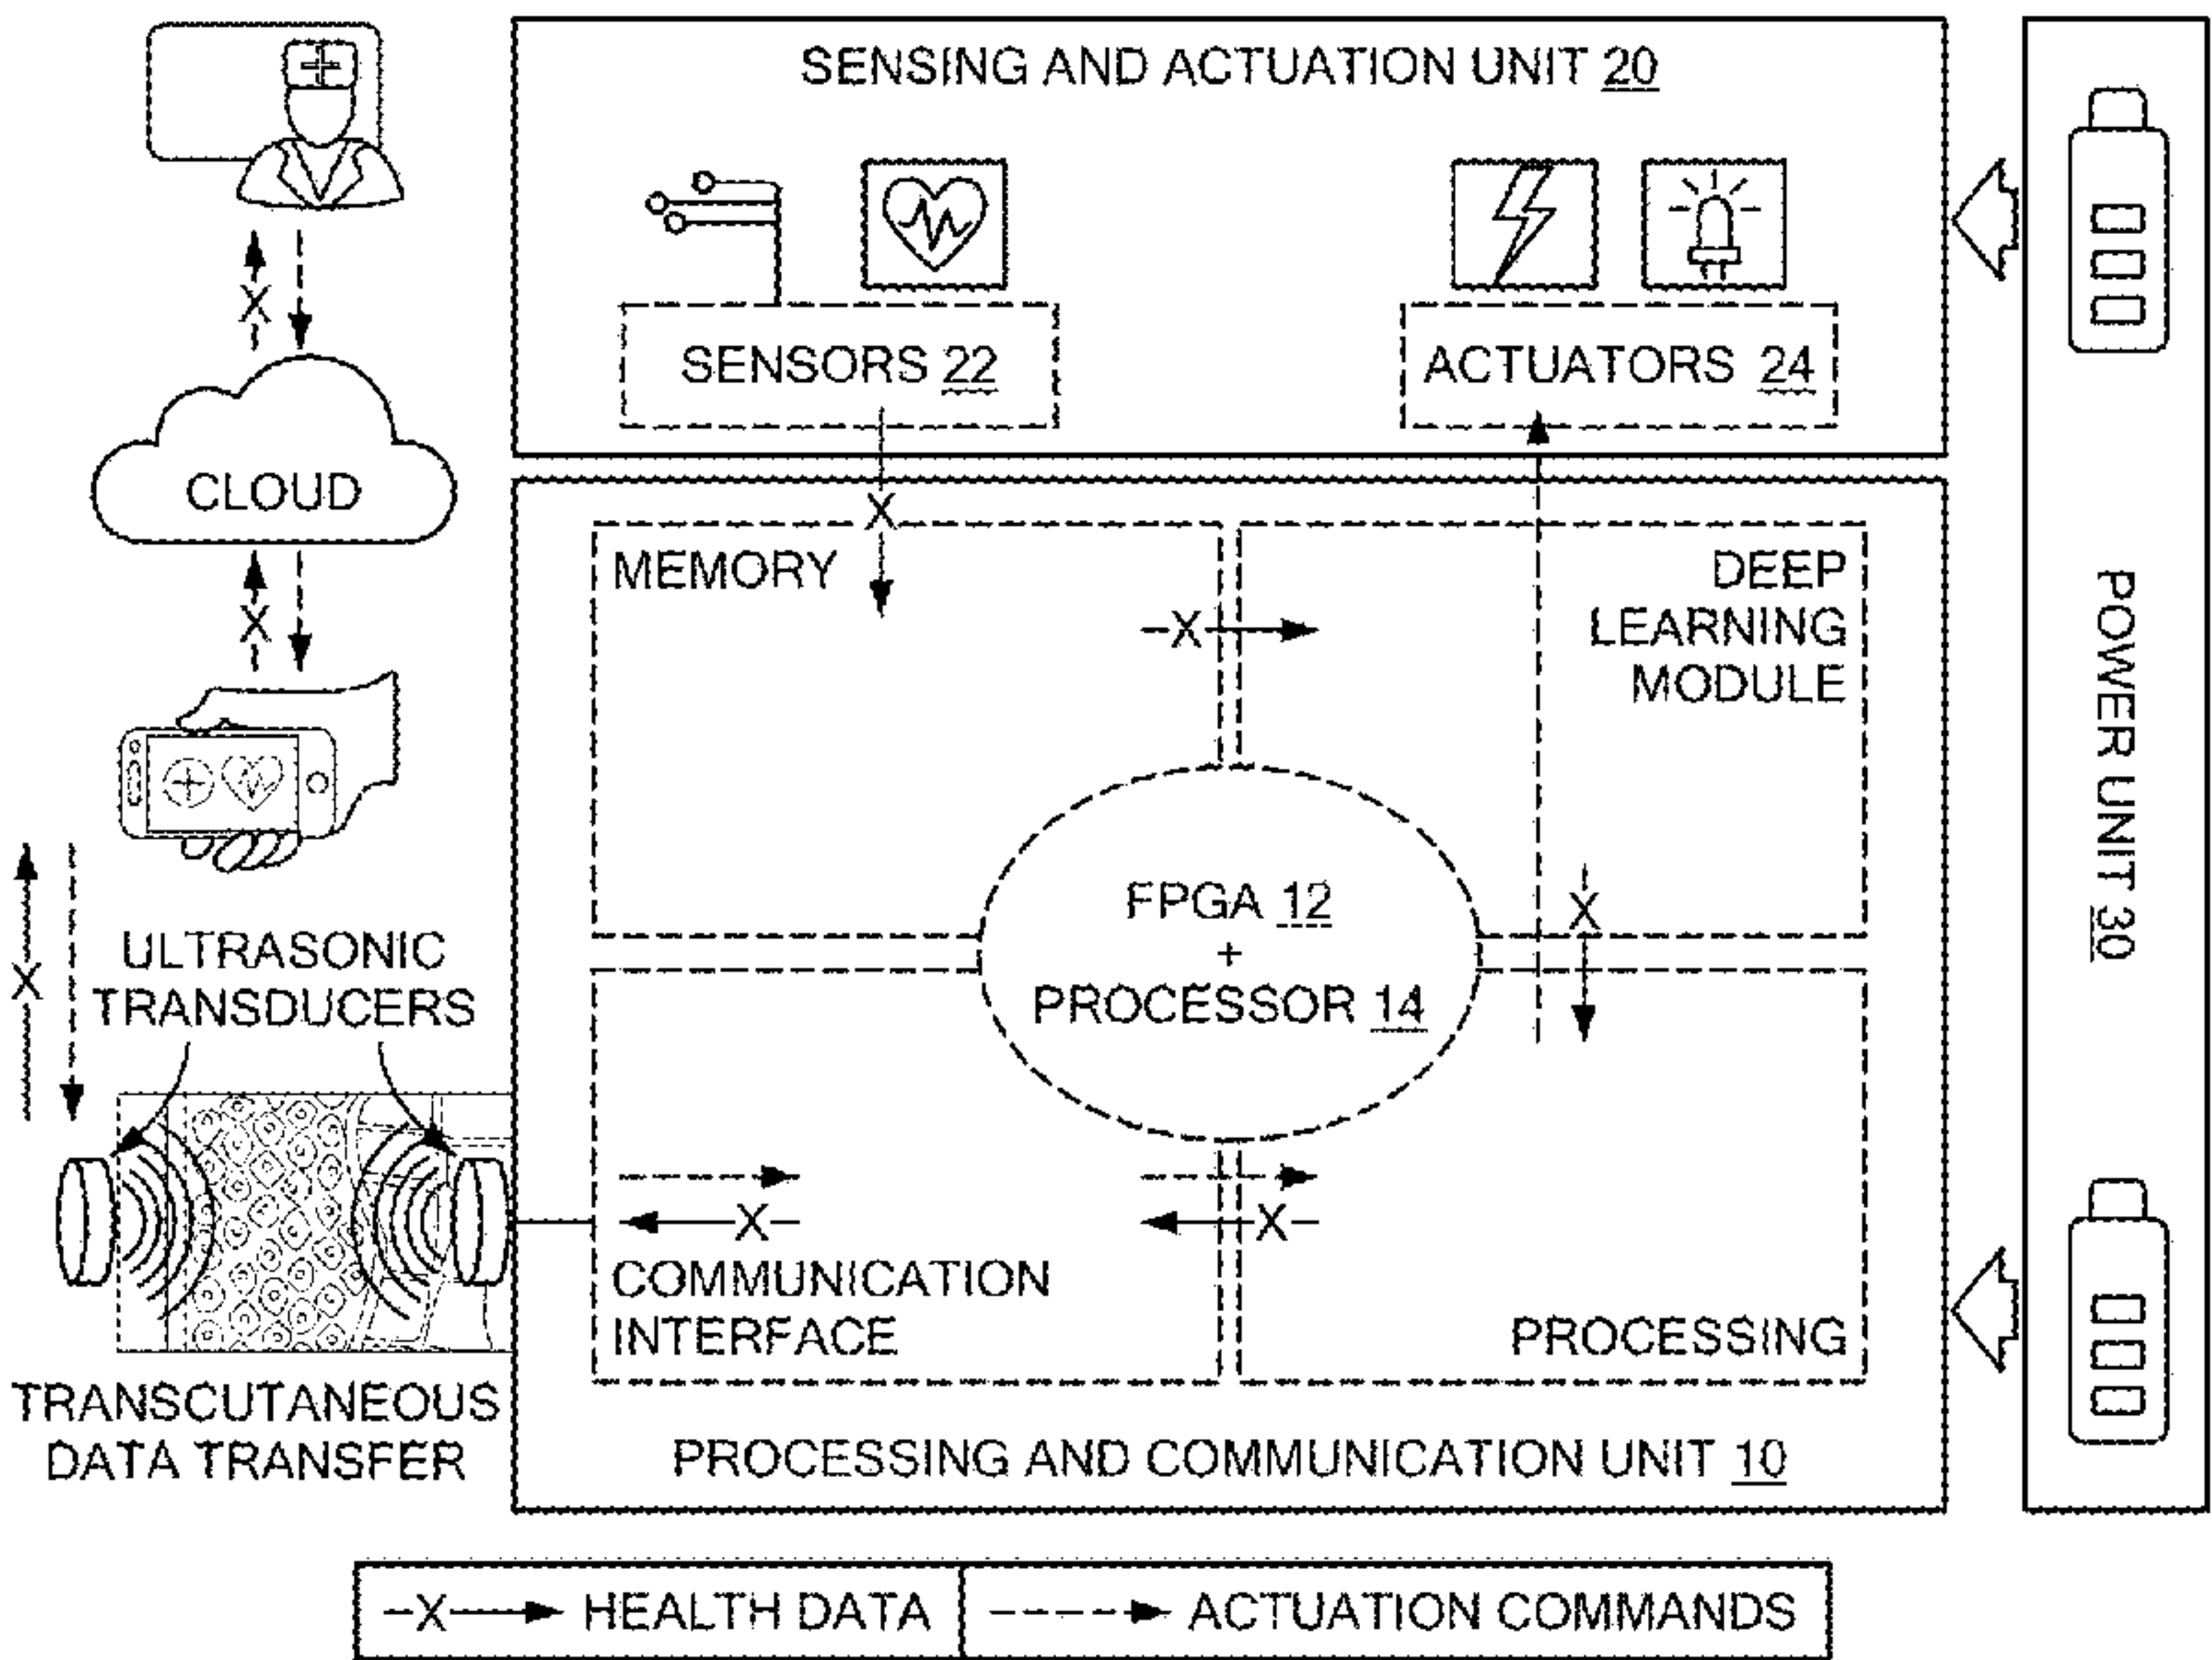 SENSING AND ACTUATION UNIT 20
SENSORS 22
ACTUATORS 24
CLOUD
MEMORY
DEEP
LEARNING
MODULE
FPGA 12
+
PROCESSOR 14
ULTRASONIC
TRANSDUCERS
COMMUNICATION
INTERFACE
PROCESSING
TRANSCUTANEOUS
DATA TRANSFER
PROCESSING AND COMMUNICATION UNIT 10
POWER UNIT 30
-X→ HEALTH DATA
---→ ACTUATION COMMANDS